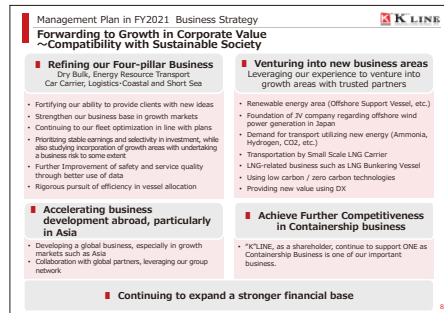 Management Plan in FY2021 Business Strategy
K LINE
Forwarding to Growth in Corporate Value
～Compatibility with Sustainable Society
Refining our Four-pillar Business
Dry Bulk, Energy Resource Transport
Car Carrier, Logistics・Coastal and Short Sea
• Fortifying our ability to provide clients with new ideas
• Strengthen our business base in growth markets
• Continuing to our fleet optimization in line with plans
• Prioritizing stable earnings and selectivity in investment, while
also studying incorporation of growth areas with undertaking
a business risk to some extent
• Further Improvement of safety and service quality
through better use of data
• Rigorous pursuit of efficiency in vessel allocation
Venturing into new business areas
Leveraging our experience to venture into
growth areas with trusted partners
• Renewable energy area (Offshore Support Vessel, etc.)
• Foundation of JV company regarding offshore wind
power generation in Japan
• Demand for transport utilizing new energy (Ammonia,
Hydrogen, CO2, etc.)
• Transportation by Small Scale LNG Carrier
• LNG-related business such as LNG Bunkering Vessel
• Using low carbon / zero carbon technologies
• Providing new value using DX
Accelerating business
development abroad, particularly
in Asia
• Developing a global business, especially in growth
markets such as Asia
• Collaboration with global partners, leveraging our group
network
Achieve Further Competitiveness
in Containership business
• "K"LINE, as a shareholder, continue to support ONE as
Containership Business is one of our important
business.
Continuing to expand a stronger financial base
8